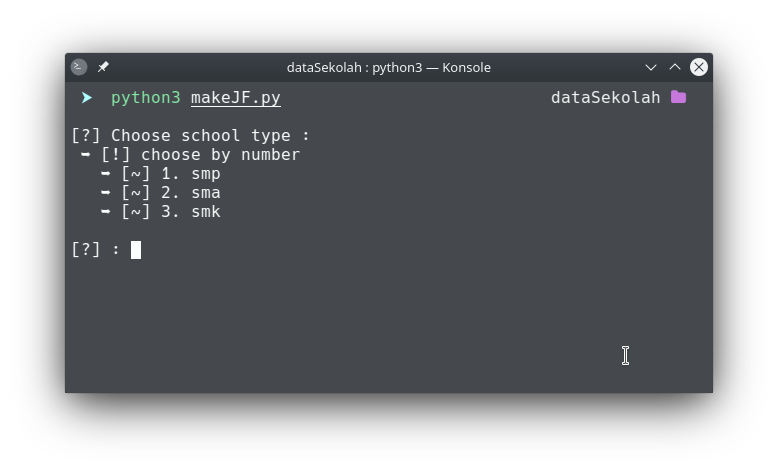 dataSekolah : python3 — Konsole
➤ python3 makeJF.py dataSekolah
[?] Choose school type :
➥ [!] choose by number
➥ [~] 1. smp
➥ [~] 2. sma
➥ [~] 3. smk
[?] :